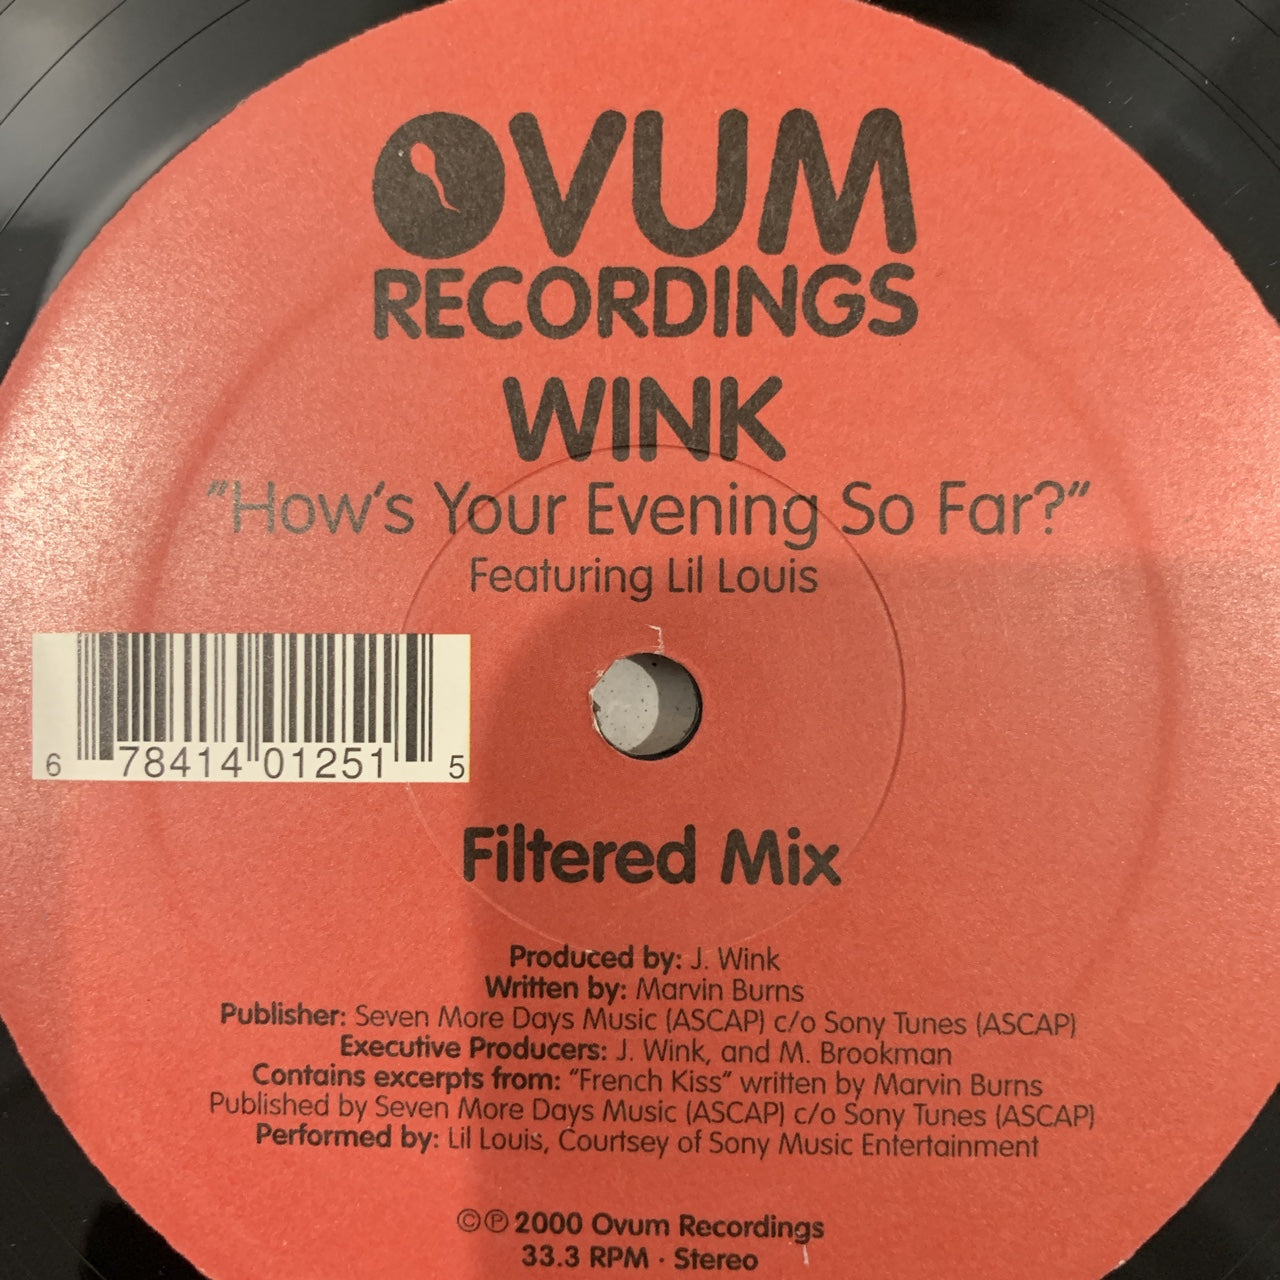 OVUM
RECORDINGS
WINK
"How's Your Evening So Far?"
Featuring Lil Louis
6 78414 01251 5
Filtered Mix
Produced by: J. Wink
Written by: Marvin Burns
Publisher: Seven More Days Music (ASCAP) c/o Sony Tunes (ASCAP)
Executive Producers: J. Wink, and M. Brookman
Contains excerpts from: "French Kiss" written by Marvin Burns
Published by Seven More Days Music (ASCAP) c/o Sony Tunes (ASCAP)
Performed by: Lil Louis, Courtsey of Sony Music Entertainment
©℗ 2000 Ovum Recordings
33.3 RPM · Stereo